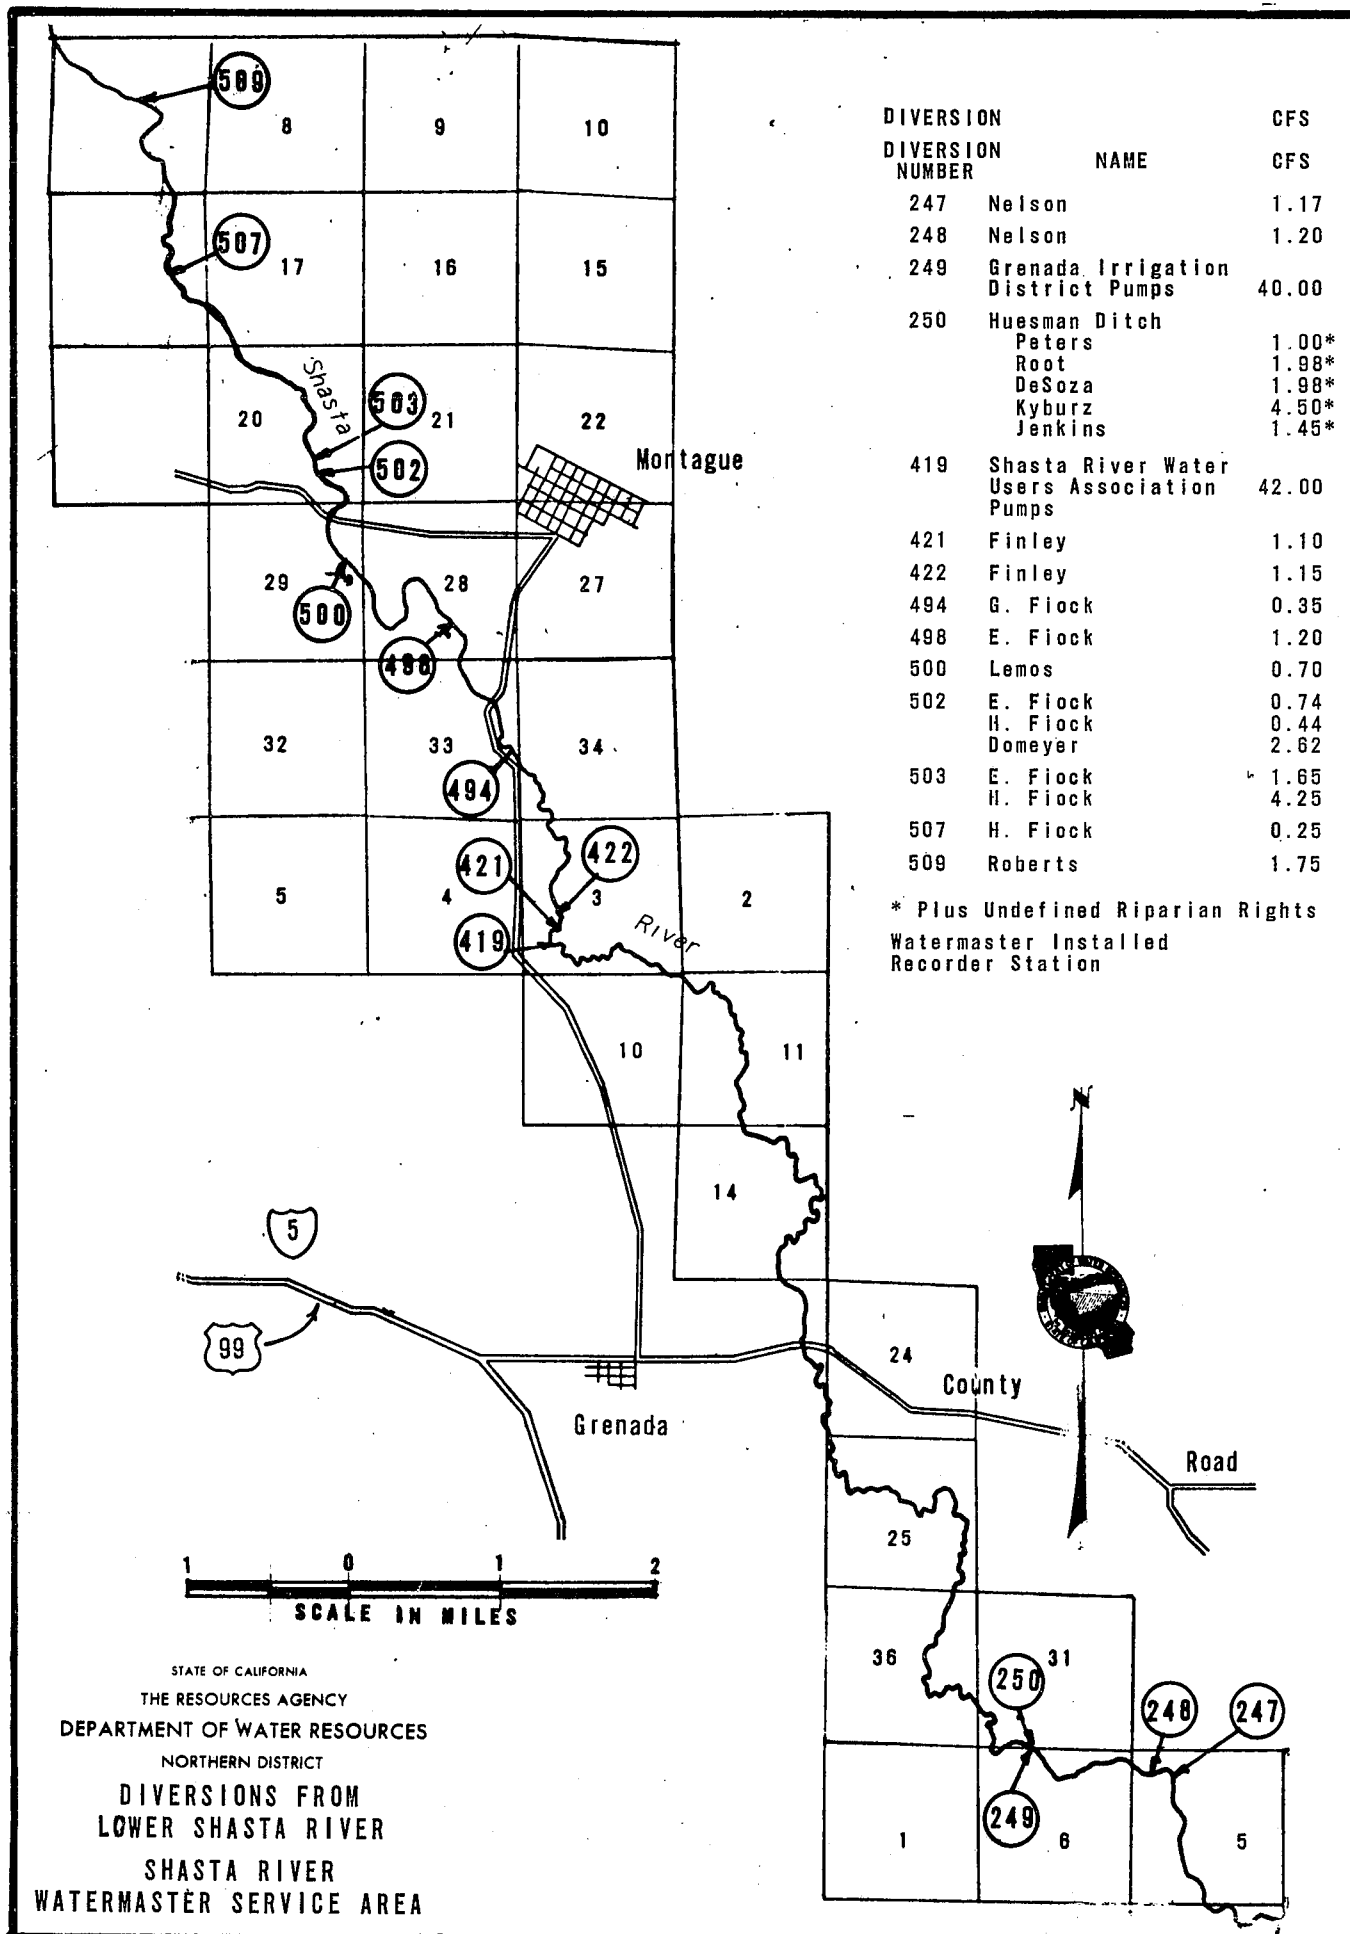 DIVERSION CFS
DIVERSION NUMBER NAME CFS
247 Nelson 1.17
248 Nelson 1.20
249 Grenada Irrigation
District Pumps 40.00
250 Huesman Ditch
Peters 1.00*
Root 1.98*
DeSoza 1.98*
Kyburz 4.50*
Jenkins 1.45*
419 Shasta River Water
Users Association 42.00
Pumps
421 Finley 1.10
422 Finley 1.15
494 G. Fiock 0.35
498 E. Fiock 1.20
500 Lemos 0.70
502 E. Fiock 0.74
H. Fiock 0.44
Domeyer 2.62
503 E. Fiock 1.65
H. Fiock 4.25
507 H. Fiock 0.25
509 Roberts 1.75
* Plus Undefined Riparian Rights
Watermaster Installed
Recorder Station
509
8 9 10
507
17 16 15
Shasta
503
20 21 22
502
Montague
29 28 27
500
498
32 33 34
494
421 422
5 4 3 2
419
River
10 11
14
5
99
24
County
Grenada
Road
25
1 0 1 2
SCALE IN MILES
36 31
250
248 247
249
1 6 5
N
STATE OF CALIFORNIA
THE RESOURCES AGENCY
DEPARTMENT OF WATER RESOURCES
NORTHERN DISTRICT
DIVERSIONS FROM
LOWER SHASTA RIVER
SHASTA RIVER
WATERMASTER SERVICE AREA